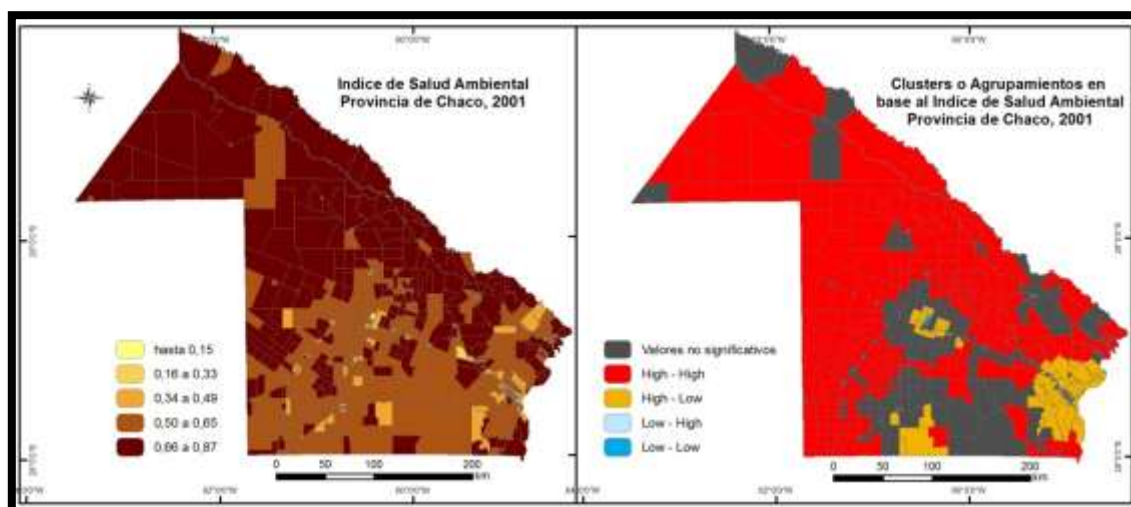 Indice de Salud Ambiental
Provincia de Chaco, 2001
hasta 0,15
0,16 a 0,33
0,34 a 0,49
0,50 a 0,65
0,66 a 0,87
0 50 100 200
Clusters o Agrupamientos en
base al Indice de Salud Ambiental
Provincia de Chaco, 2001
Valores no significativos
High - High
High - Low
Low - High
Low - Low
0 50 100 200